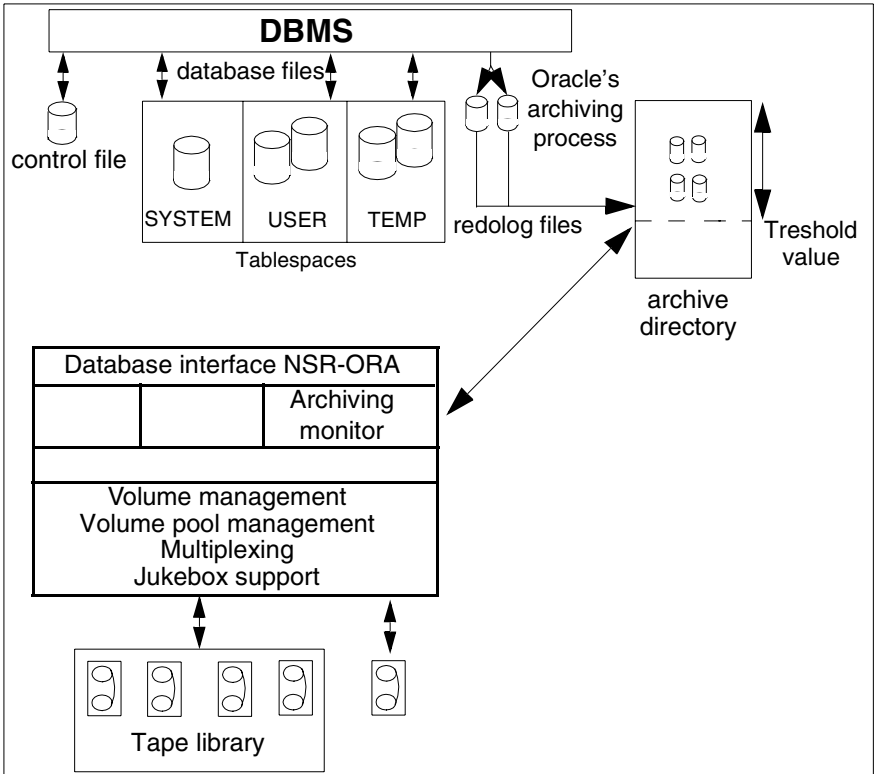 DBMS
database files
Oracle's
archiving
process
control file
SYSTEM
USER
TEMP
redolog files
Treshold
value
Tablespaces
archive
directory
Database interface NSR-ORA
Archiving
monitor
Volume management
Volume pool management
Multiplexing
Jukebox support
Tape library